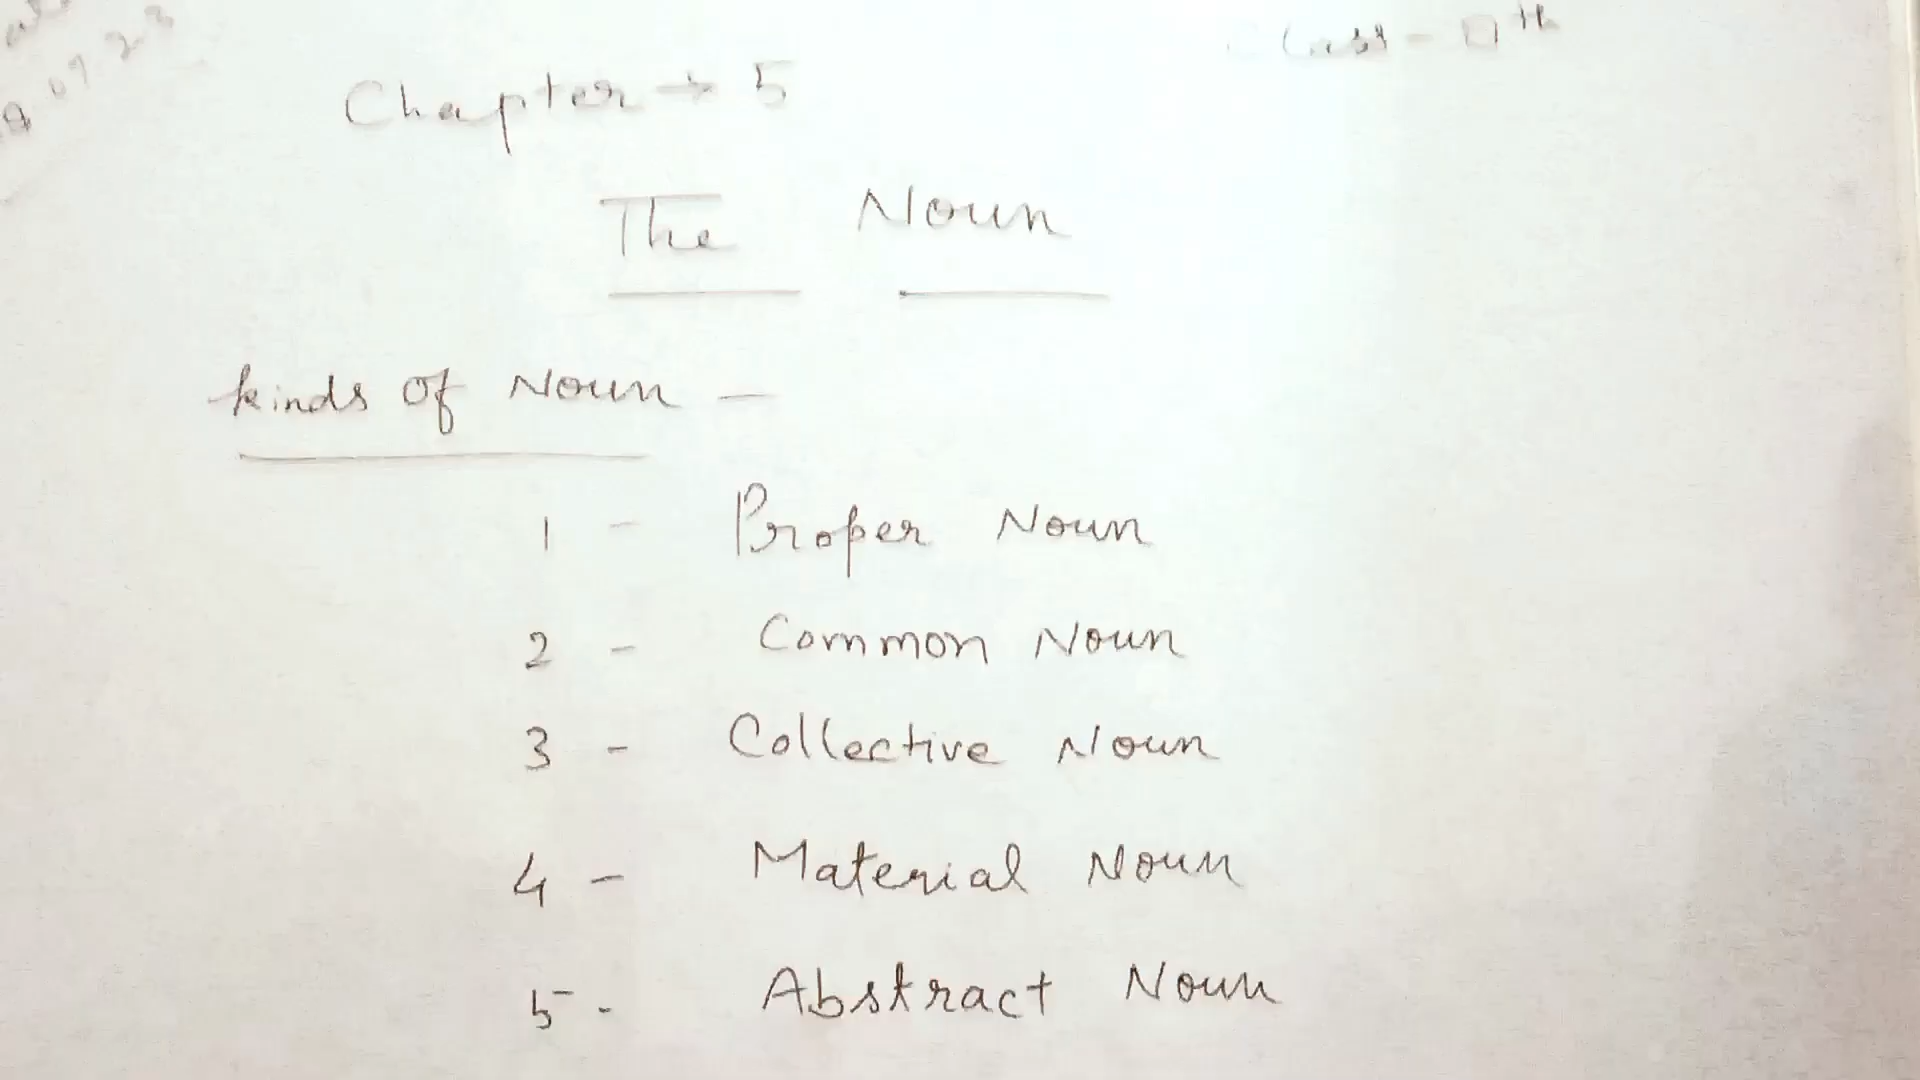 Class -
Chapter → 5
The Noun
kinds of Noun —
1 - Proper Noun
2 - Common Noun
3 - Collective Noun
4 - Material Noun
5 - Abstract Noun